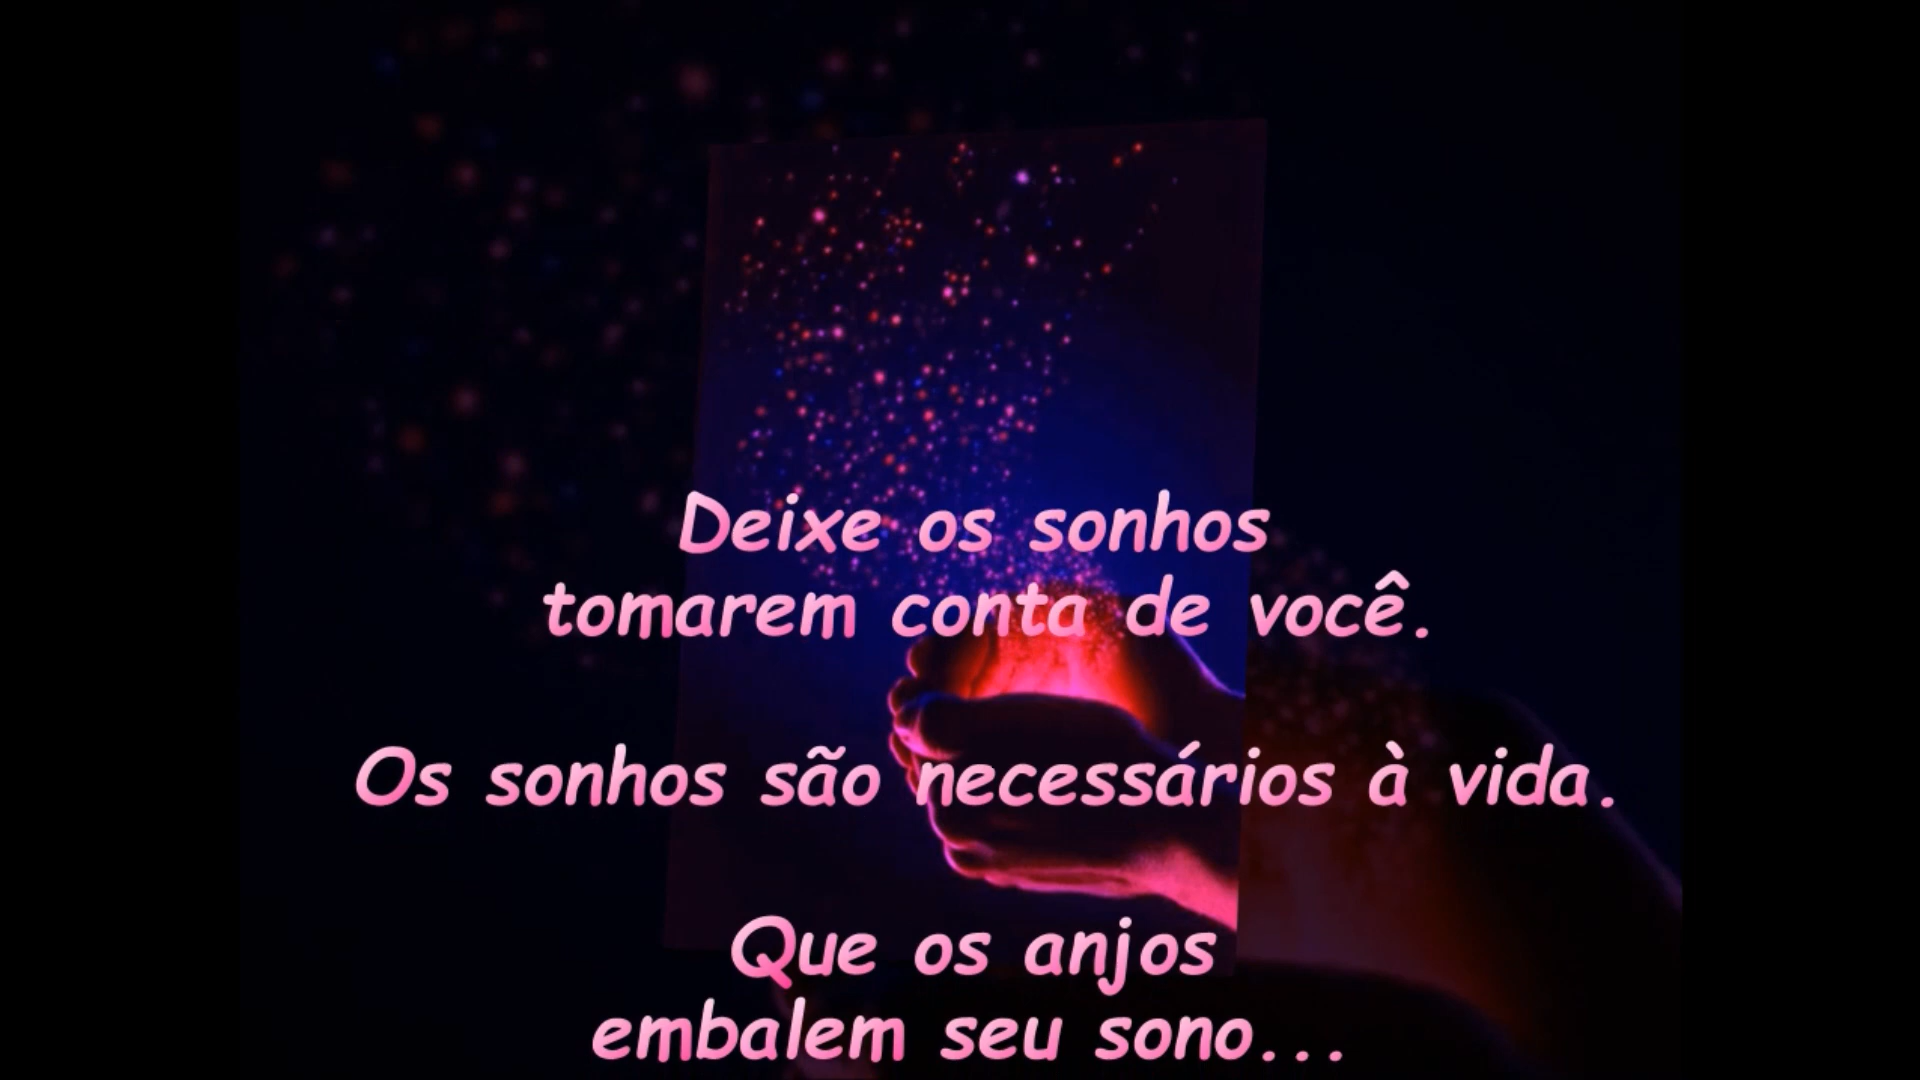 Deixe os sonhos
tomarem conta de você.
Os sonhos são necessários à vida.
Que os anjos
embalem seu sono...